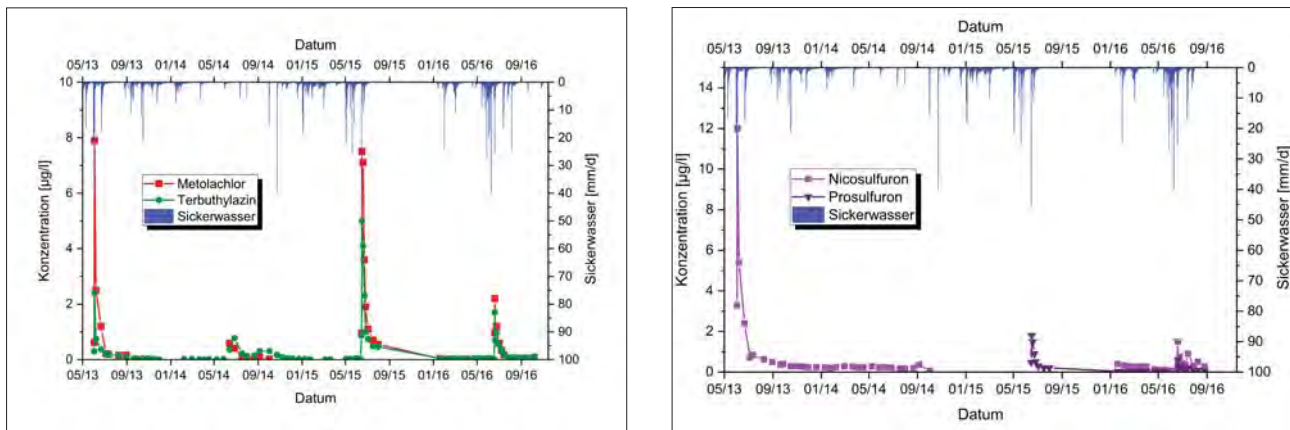 Datum
05/13 09/13 01/14 05/14 09/14 01/15 05/15 09/15 01/16 05/16 09/16
Konzentration [µg/l]
10
8
6
4
2
0
Metolachlor
Terbuthylazin
Sickerwasser
0
10
20
30
40
50
60
70
80
90
100
Sickerwasser [mm/d]
05/13 09/13 01/14 05/14 09/14 01/15 05/15 09/15 01/16 05/16 09/16
Datum
Datum
05/13 09/13 01/14 05/14 09/14 01/15 05/15 09/15 01/16 05/16 09/16
Konzentration [µg/l]
14
12
10
8
6
4
2
0
Nicosulfuron
Prosulfuron
Sickerwasser
0
10
20
30
40
50
60
70
80
90
100
Sickerwasser [mm/d]
05/13 09/13 01/14 05/14 09/14 01/15 05/15 09/15 01/16 05/16 09/16
Datum